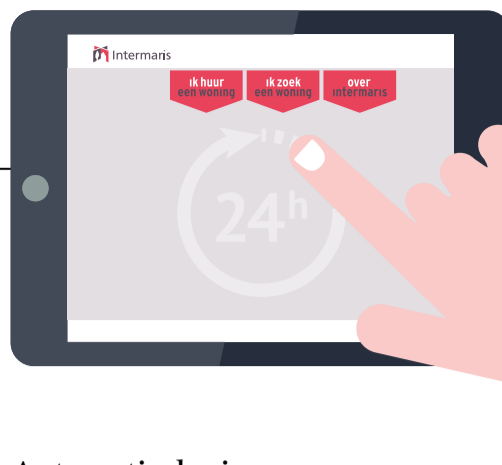 Intermaris
ik huur
een woning
ik zoek
een woning
over
intermaris
24h